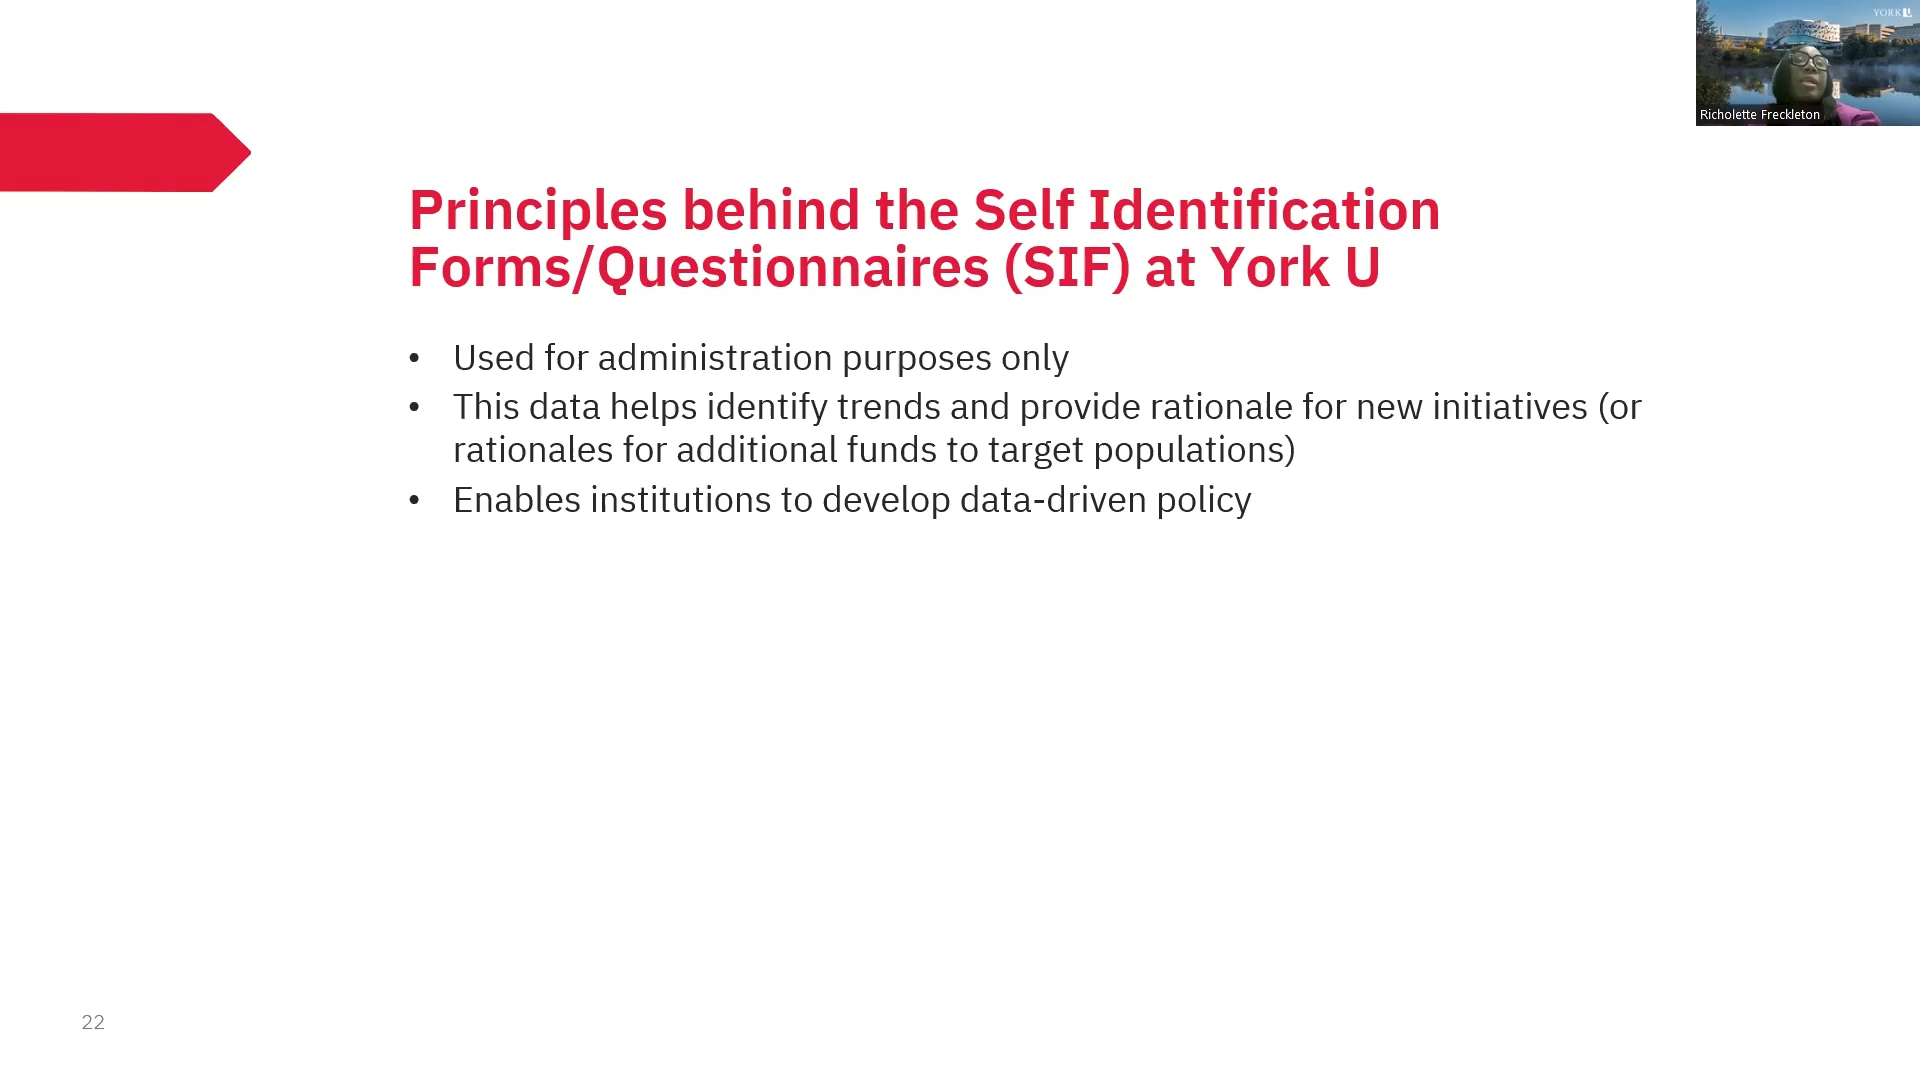 YORK U
Richolette Freckleton
Principles behind the Self Identification
Forms/Questionnaires (SIF) at York U
• Used for administration purposes only
• This data helps identify trends and provide rationale for new initiatives (or
rationales for additional funds to target populations)
• Enables institutions to develop data-driven policy
22